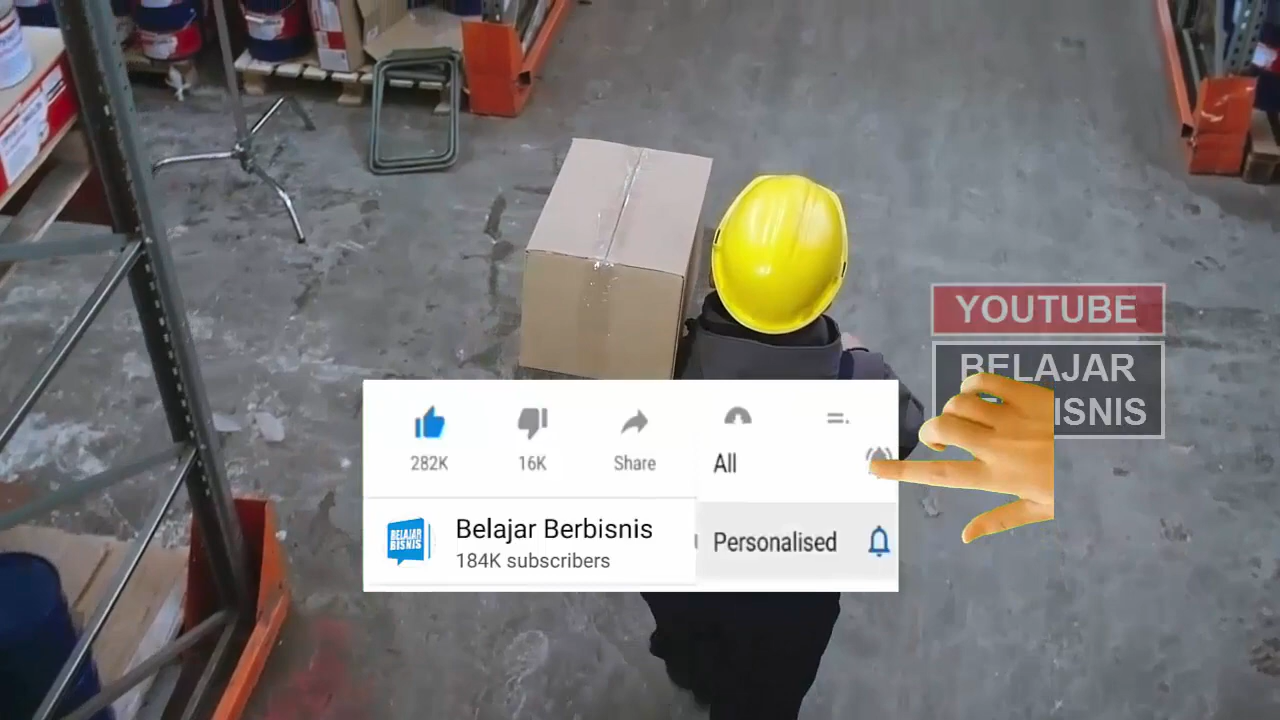 YOUTUBE
BELAJAR
ISNIS
282K
16K
Share
All
BELAJAR
BISNIS
Belajar Berbisnis
184K subscribers
Personalised